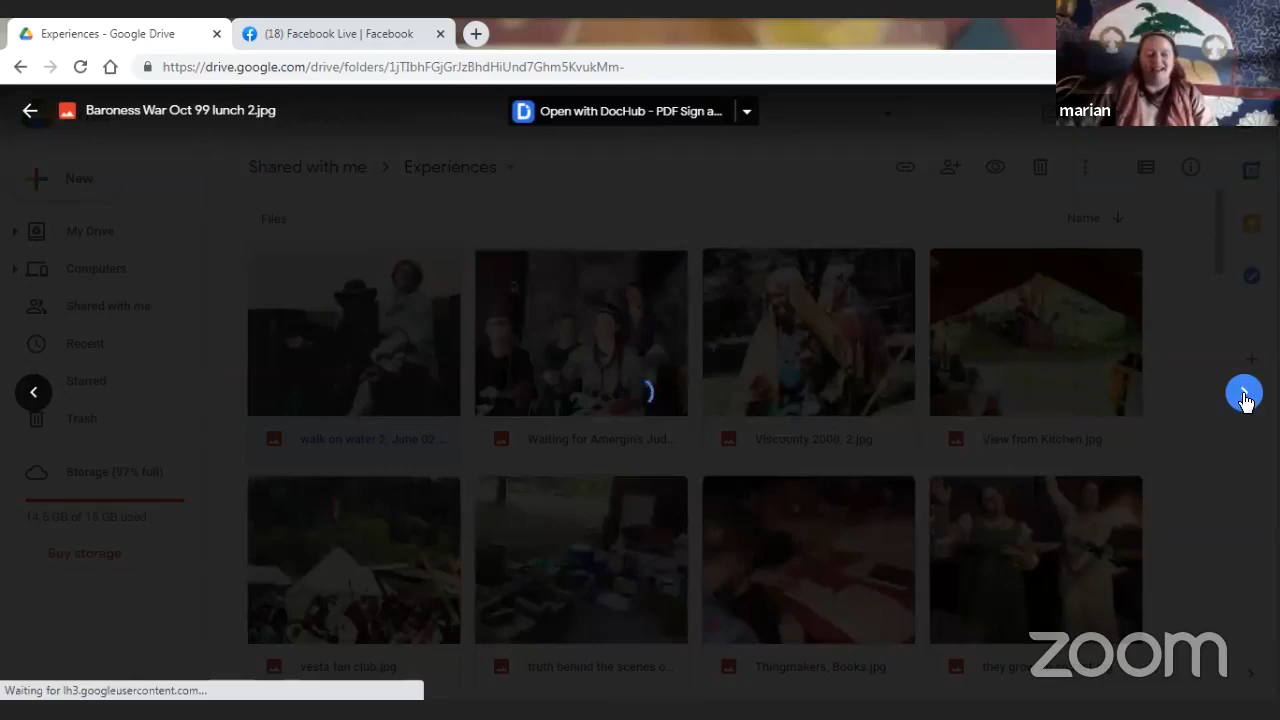 Experiences - Google Drive
(18) Facebook Live | Facebook
https://drive.google.com/drive/folders/1jTIbhFGjGrJzBhdHiUnd7Ghm5KvukMm-
marian
Baroness War Oct 99 lunch 2.jpg
Open with DocHub - PDF Sign a...
New
Shared with me > Experiences
Files
Name
My Drive
Computers
Shared with me
Recent
Starred
Trash
Storage (97% full)
14.6 GB of 15 GB used
Buy storage
walk on water 2, June 02....
Waiting for Amergin's Jud...
Viscounty 2000, 2.jpg
View from Kitchen.jpg
vesta fan club.jpg
truth behind the scenes o...
Thingmakers, Books.jpg
they grow
zoom
Waiting for lh3.googleusercontent.com...